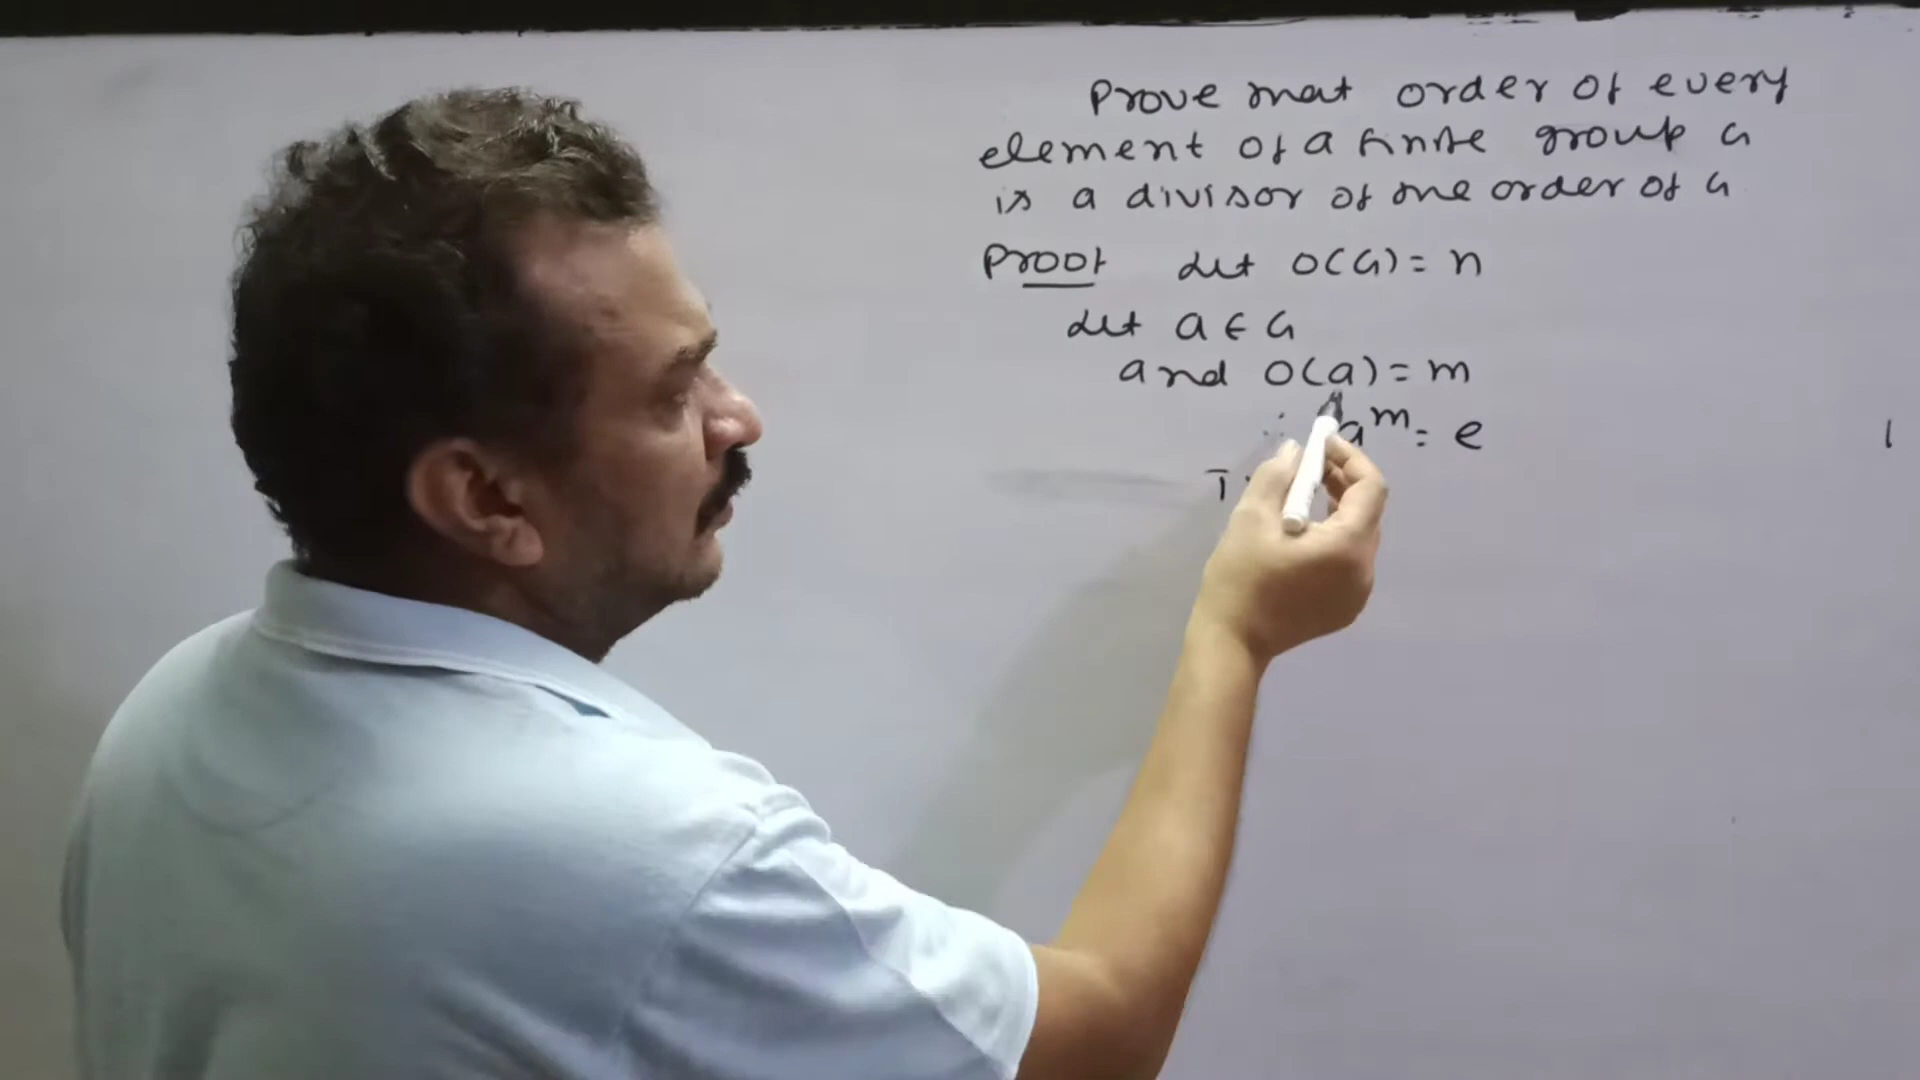 Prove that order of every
element of a finite group G
is a divisor of the order of G
Proof Let O(G) = n
Let a ∈ G
and O(a) = m
∴ a^m = e
T